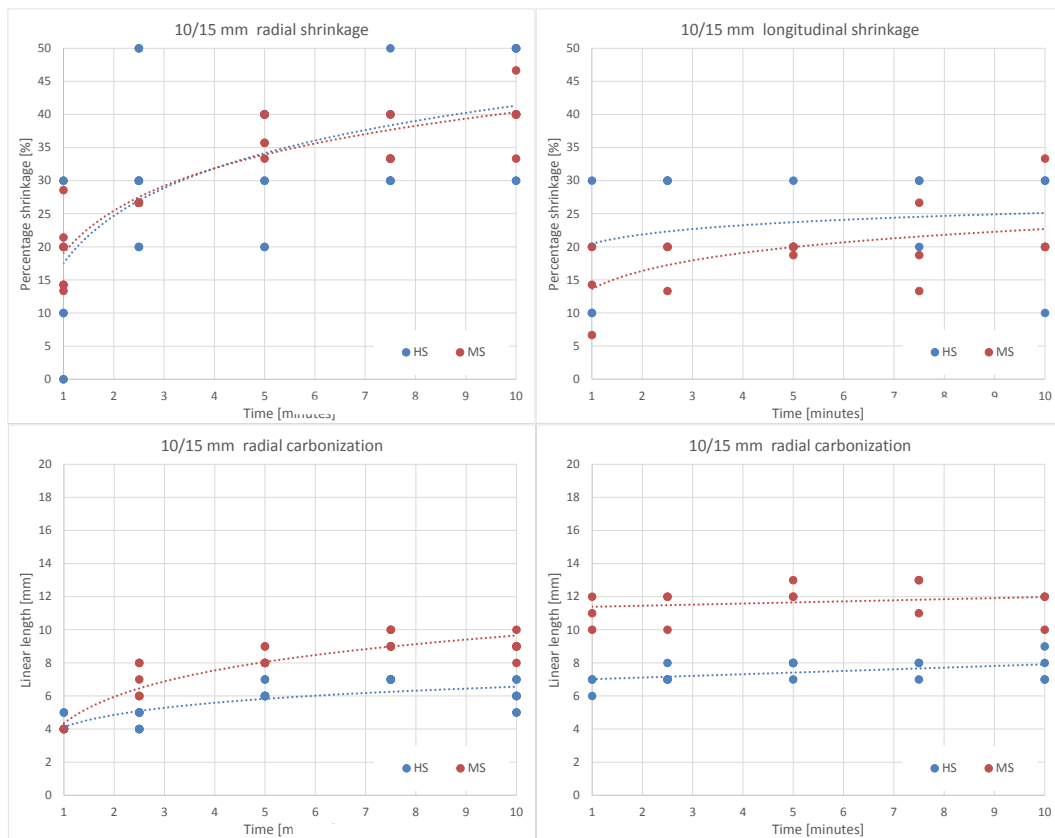 10/15 mm radial shrinkage
Percentage shrinkage [%]
50
45
40
35
30
25
20
15
10
5
0
HS MS
1 2 3 4 5 6 7 8 9 10
Time [minutes]
10/15 mm longitudinal shrinkage
Percentage shrinkage [%]
50
45
40
35
30
25
20
15
10
5
0
HS MS
1 2 3 4 5 6 7 8 9 10
Time [minutes]
10/15 mm radial carbonization
Linear length [mm]
20
18
16
14
12
10
8
6
4
2
0
HS MS
1 2 3 4 5 6 7 8 9 10
Time [m
10/15 mm radial carbonization
Linear length [mm]
20
18
16
14
12
10
8
6
4
2
0
HS MS
1 2 3 4 5 6 7 8 9 10
Time [minutes]